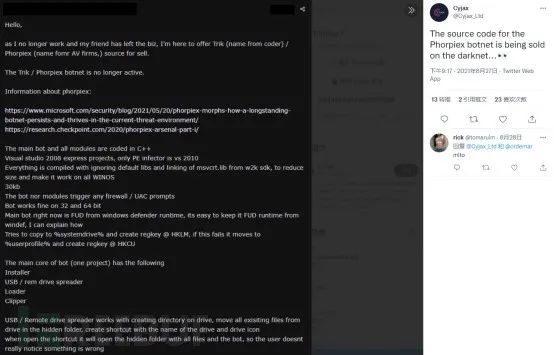 Hello,
as I no longer work and my friend has left the biz, I'm here to offer Trik (name from coder) /
Phorpiex (name fomr AV firms,) source for sell.
The Trik / Phorpiex botnet is no longer active.
Information about phorpiex:
https://www.microsoft.com/security/blog/2021/05/20/phorpiex-morphs-how-a-longstanding-
botnet-persists-and-thrives-in-the-current-threat-environment/
https://research.checkpoint.com/2020/phorpiex-arsenal-part-i/
The main bot and all modules are coded in C++
Visual studio 2008 express projects, only PE infector is vs 2010
Everything is compiled with ignoring default libs and linking of msvcrt.lib from w2k sdk, to reduce
size and make it work on all WINOS
30kb
The bot nor modules trigger any firewall / UAC prompts
Bot works fine on 32 and 64 bit
Main bot right now is FUD from windows defender runtime, its easy to keep it FUD runtime from
windef, I can explain how
Tries to copy to %systemdrive% and create regkey @ HKLM, if this fails it moves to
%userprofile% and create regkey @ HKCU
The main core of bot (one project) has the following
Installer
USB / rem drive spreader
Loader
Clipper
USB / Remote drive spreader works with creating directory on drive, move all exisiting files from
drive in the hidden folder, create shortcut with the name of the drive and drive icon
when open the shortcut it will open the hidden folder with all files and the bot, so the user doesnt
really notice something is wrong
Cyjax
@Cyjax_Ltd
The source code for the
Phorpiex botnet is being sold
on the darknet...👀
下午9:17 · 2021年8月27日 · Twitter Web
App
13 转推 2 引用推文 23 喜欢次数
rick @tomarulm · 8月28日
回复 @Cyjax_Ltd 和 @ordemar
mito